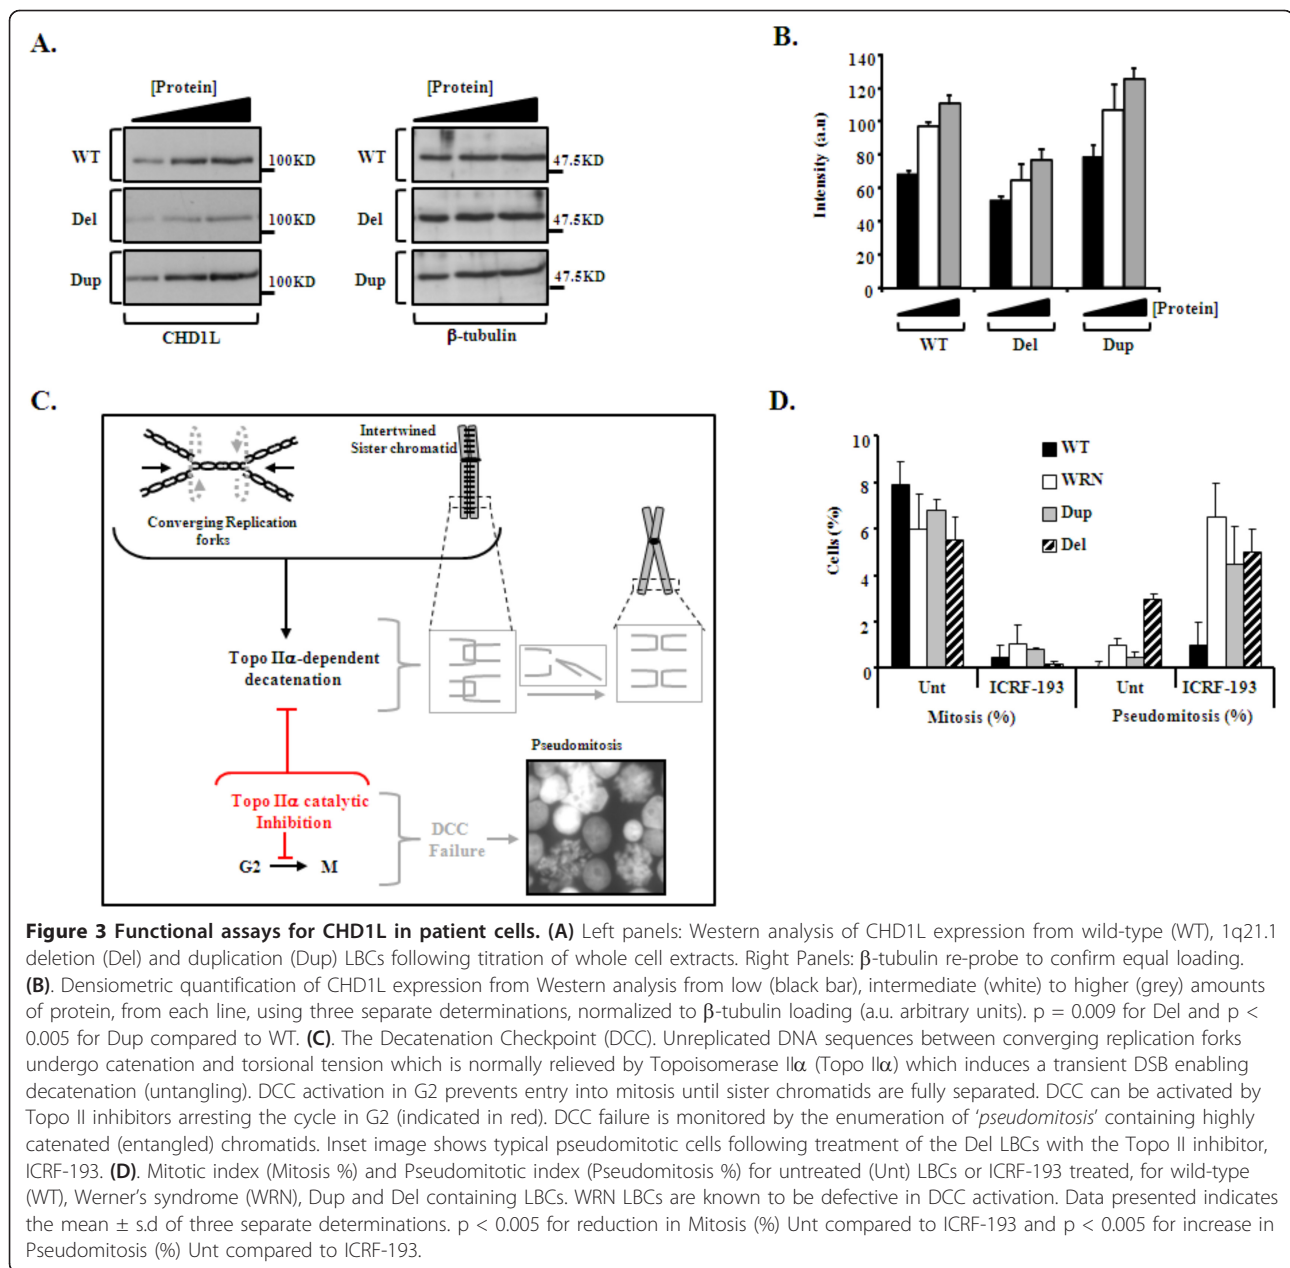 A.
[Protein]
[Protein]
WT
100KD
WT
47.5KD
Del
100KD
Del
47.5KD
Dup
100KD
Dup
47.5KD
CHD1L
β-tubulin
B.
Intensity (a.u)
140
120
100
80
60
40
20
0
[Protein]
WT
Del
Dup
C.
Intertwined
Sister chromatid
Converging Replication
forks
Topo IIα-dependent
decatenation
Pseudomitosis
Topo IIα catalytic
Inhibition
DCC
Failure
G2
M
D.
Cells (%)
10
8
6
4
2
0
WT
WRN
Dup
Del
Unt
ICRF-193
Unt
ICRF-193
Mitosis (%)
Pseudomitosis (%)
Figure 3 Functional assays for CHD1L in patient cells. (A) Left panels: Western analysis of CHD1L expression from wild-type (WT), 1q21.1
deletion (Del) and duplication (Dup) LBCs following titration of whole cell extracts. Right Panels: β-tubulin re-probe to confirm equal loading.
(B). Densiometric quantification of CHD1L expression from Western analysis from low (black bar), intermediate (white) to higher (grey) amounts
of protein, from each line, using three separate determinations, normalized to β-tubulin loading (a.u. arbitrary units). p = 0.009 for Del and p <
0.005 for Dup compared to WT. (C). The Decatenation Checkpoint (DCC). Unreplicated DNA sequences between converging replication forks
undergo catenation and torsional tension which is normally relieved by Topoisomerase IIα (Topo IIα) which induces a transient DSB enabling
decatenation (untangling). DCC activation in G2 prevents entry into mitosis until sister chromatids are fully separated. DCC can be activated by
Topo II inhibitors arresting the cycle in G2 (indicated in red). DCC failure is monitored by the enumeration of 'pseudomitosis' containing highly
catenated (entangled) chromatids. Inset image shows typical pseudomitotic cells following treatment of the Del LBCs with the Topo II inhibitor,
ICRF-193. (D). Mitotic index (Mitosis %) and Pseudomitotic index (Pseudomitosis %) for untreated (Unt) LBCs or ICRF-193 treated, for wild-type
(WT), Werner's syndrome (WRN), Dup and Del containing LBCs. WRN LBCs are known to be defective in DCC activation. Data presented indicates
the mean ± s.d of three separate determinations. p < 0.005 for reduction in Mitosis (%) Unt compared to ICRF-193 and p < 0.005 for increase in
Pseudomitosis (%) Unt compared to ICRF-193.